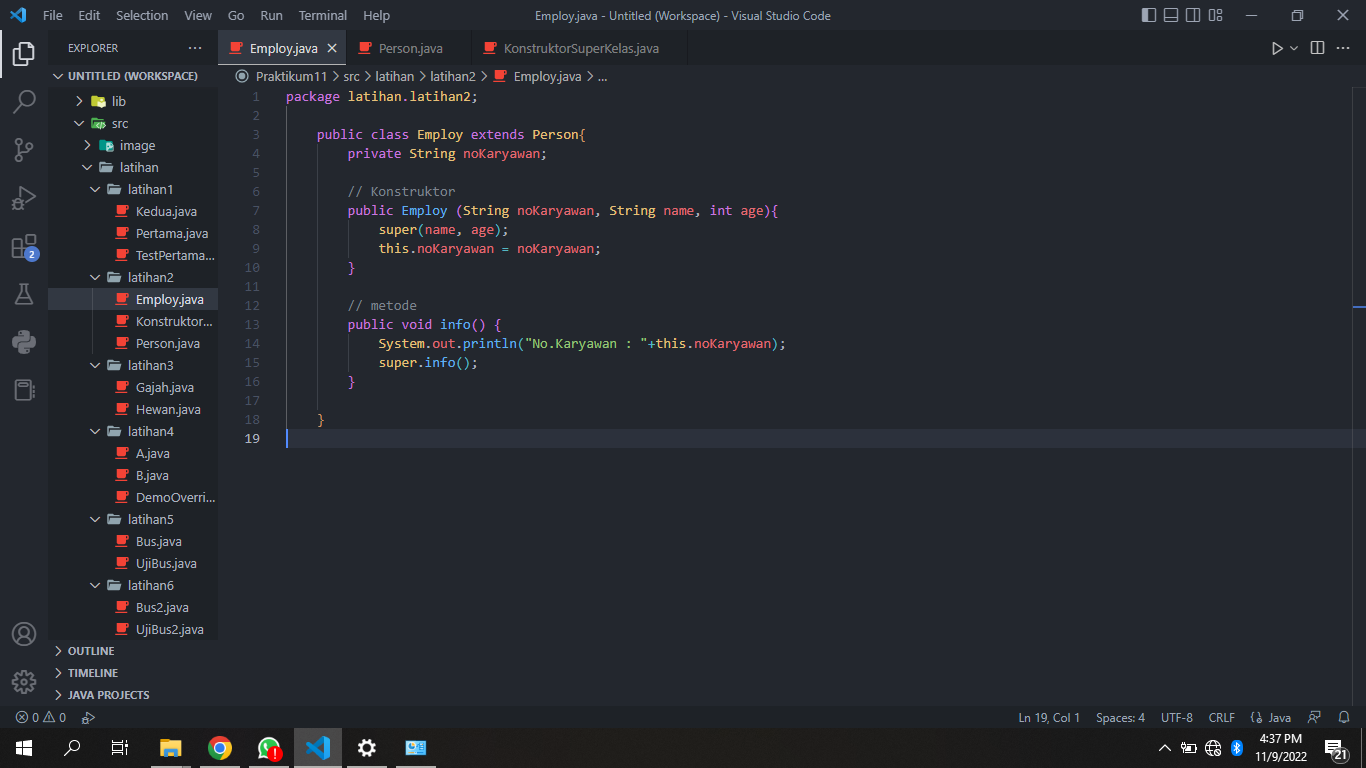 File Edit Selection View Go Run Terminal Help Employ.java - Untitled (Workspace) - Visual Studio Code
EXPLORER ...
Employ.java Person.java KonstruktorSuperKelas.java
UNTITLED (WORKSPACE)
lib
src
image
latihan
latihan1
Kedua.java
Pertama.java
TestPertama...
latihan2
Employ.java
Konstruktor...
Person.java
latihan3
Gajah.java
Hewan.java
latihan4
A.java
B.java
DemoOverri...
latihan5
Bus.java
UjiBus.java
latihan6
Bus2.java
UjiBus2.java
OUTLINE
TIMELINE
JAVA PROJECTS
2
Praktikum11 > src > latihan > latihan2 > Employ.java > ...
1 package latihan.latihan2;
2
3 public class Employ extends Person{
4 private String noKaryawan;
5
6 // Konstruktor
7 public Employ (String noKaryawan, String name, int age){
8 super(name, age);
9 this.noKaryawan = noKaryawan;
10 }
11
12 // metode
13 public void info() {
14 System.out.println("No.Karyawan : "+this.noKaryawan);
15 super.info();
16 }
17
18 }
19
0 0 Ln 19, Col 1 Spaces: 4 UTF-8 CRLF {} Java
4:37 PM
11/9/2022
21